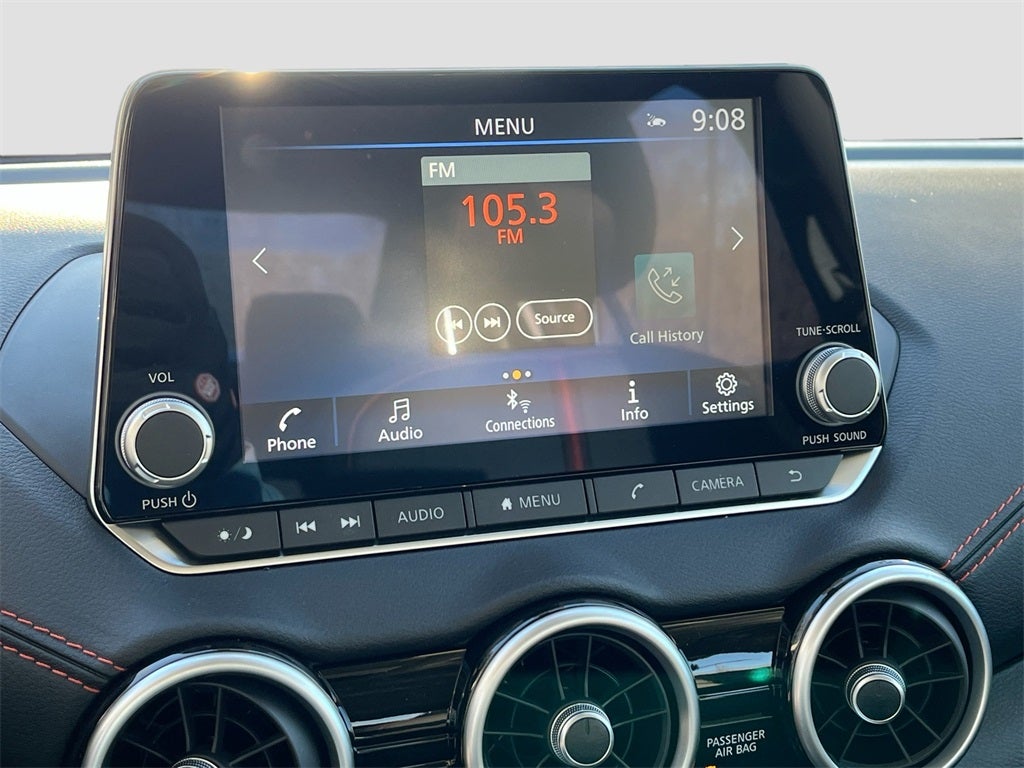 MENU
9:08
FM
105.3
FM
Source
Call History
Phone
Audio
Connections
Info
Settings
VOL
PUSH
TUNE·SCROLL
PUSH SOUND
AUDIO
MENU
CAMERA
PASSENGER
AIR BAG